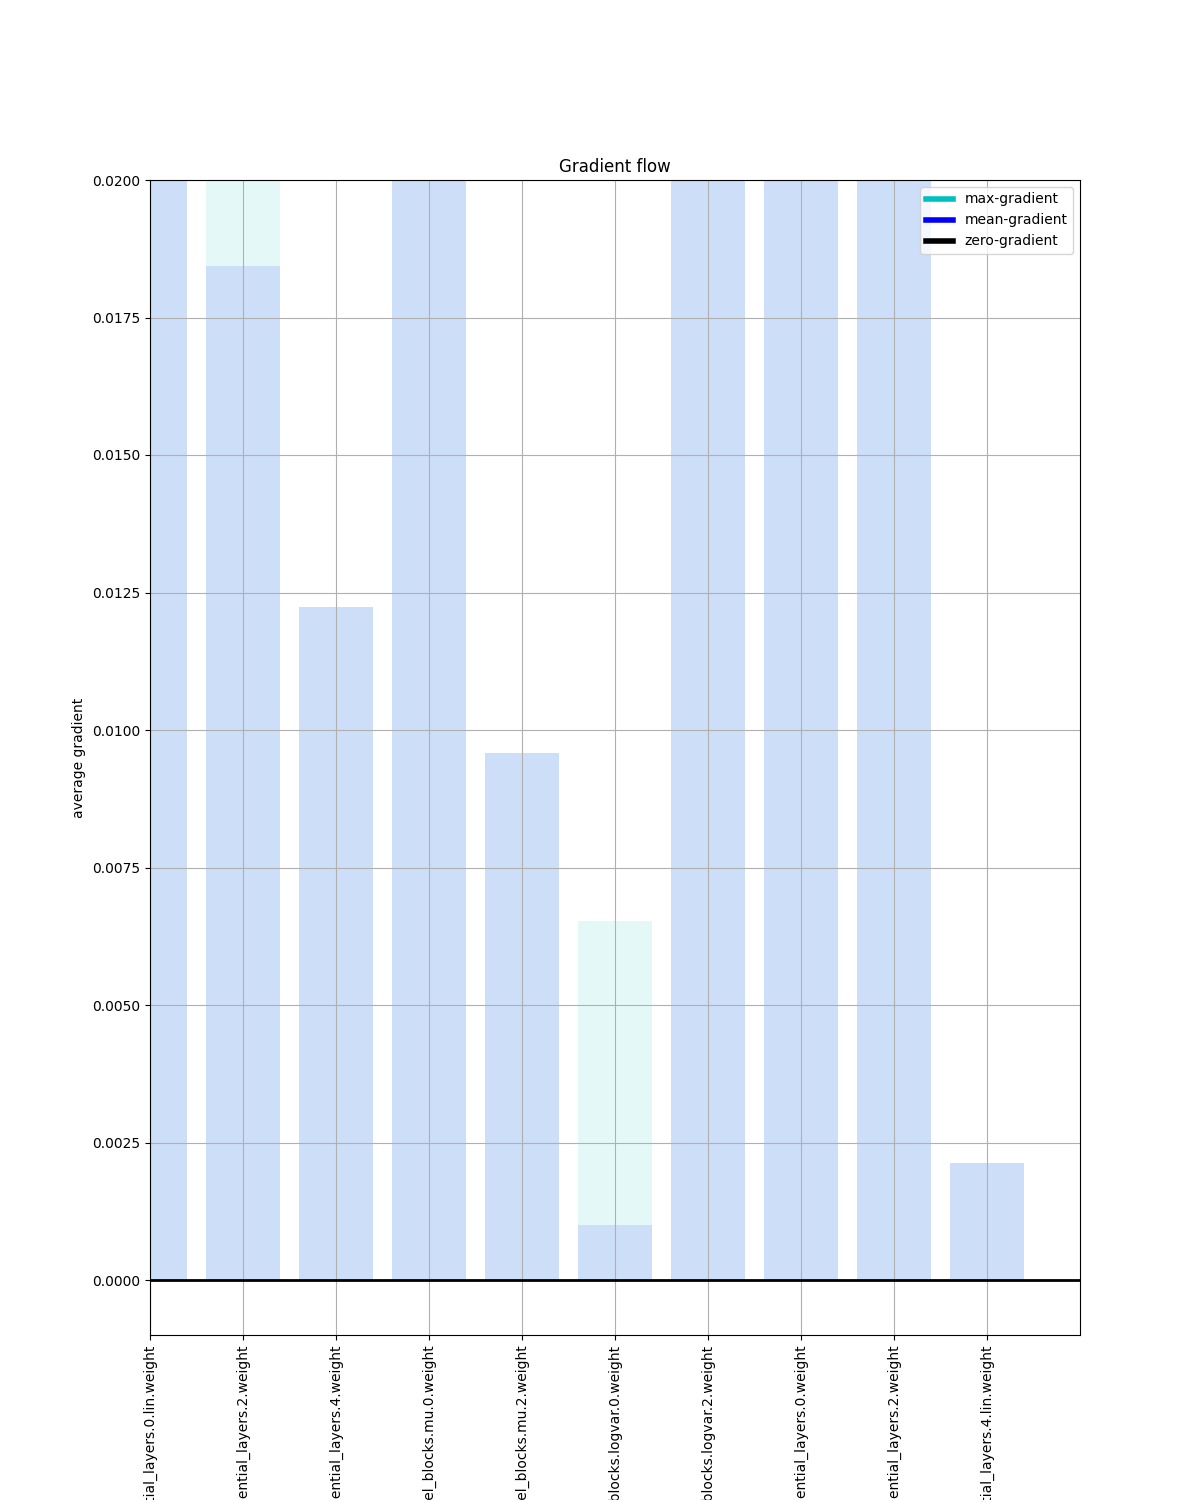 Gradient flow
max-gradient
mean-gradient
zero-gradient
0.0200
0.0175
0.0150
0.0125
0.0100
0.0075
0.0050
0.0025
0.0000
average gradient
tial_layers.0.lin.weight
ential_layers.2.weight
ential_layers.4.weight
el_blocks.mu.0.weight
el_blocks.mu.2.weight
blocks.logvar.0.weight
blocks.logvar.2.weight
ential_layers.0.weight
ential_layers.2.weight
tial_layers.4.lin.weight